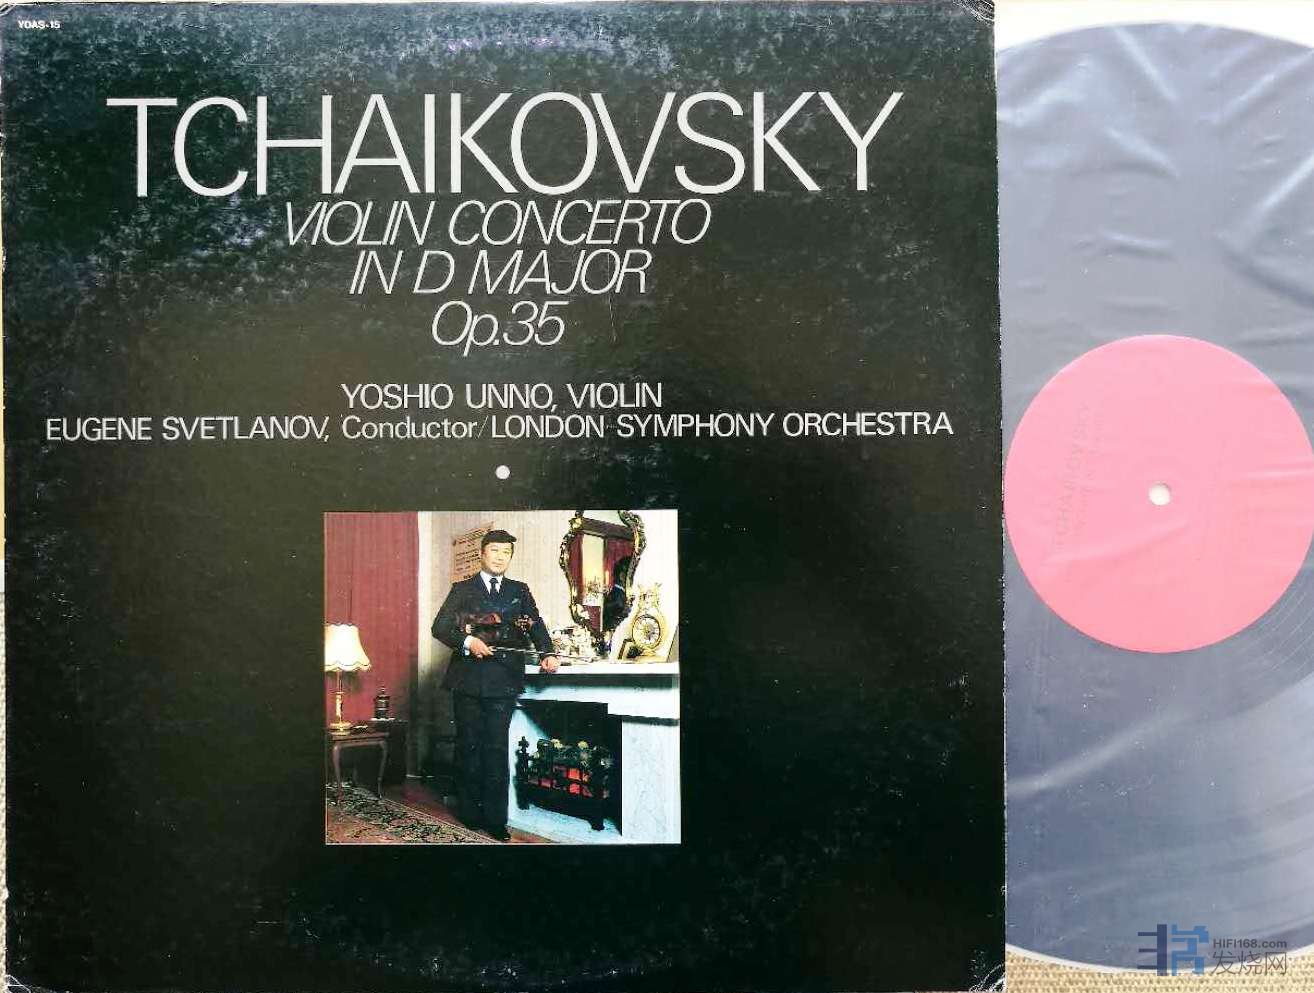 YOAS-15
TCHAIKOVSKY
VIOLIN CONCERTO
IN D MAJOR
Op.35
YOSHIO UNNO, VIOLIN
EUGENE SVETLANOV, Conductor/LONDON SYMPHONY ORCHESTRA
TCHAIKOVSKY
HIFI168.com
发烧网